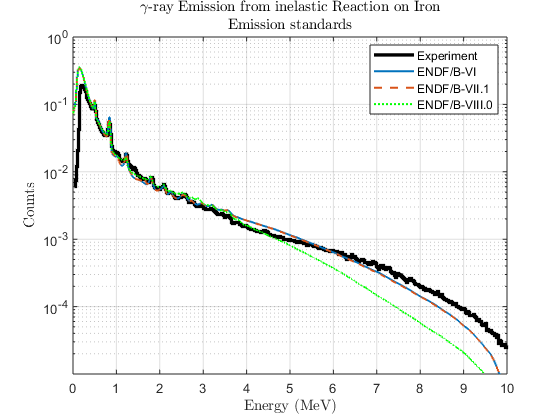 γ-ray Emission from inelastic Reaction on Iron
Emission standards
10^0
10^-1
10^-2
10^-3
10^-4
Counts
Experiment
ENDF/B-VI
ENDF/B-VII.1
ENDF/B-VIII.0
0 1 2 3 4 5 6 7 8 9 10
Energy (MeV)